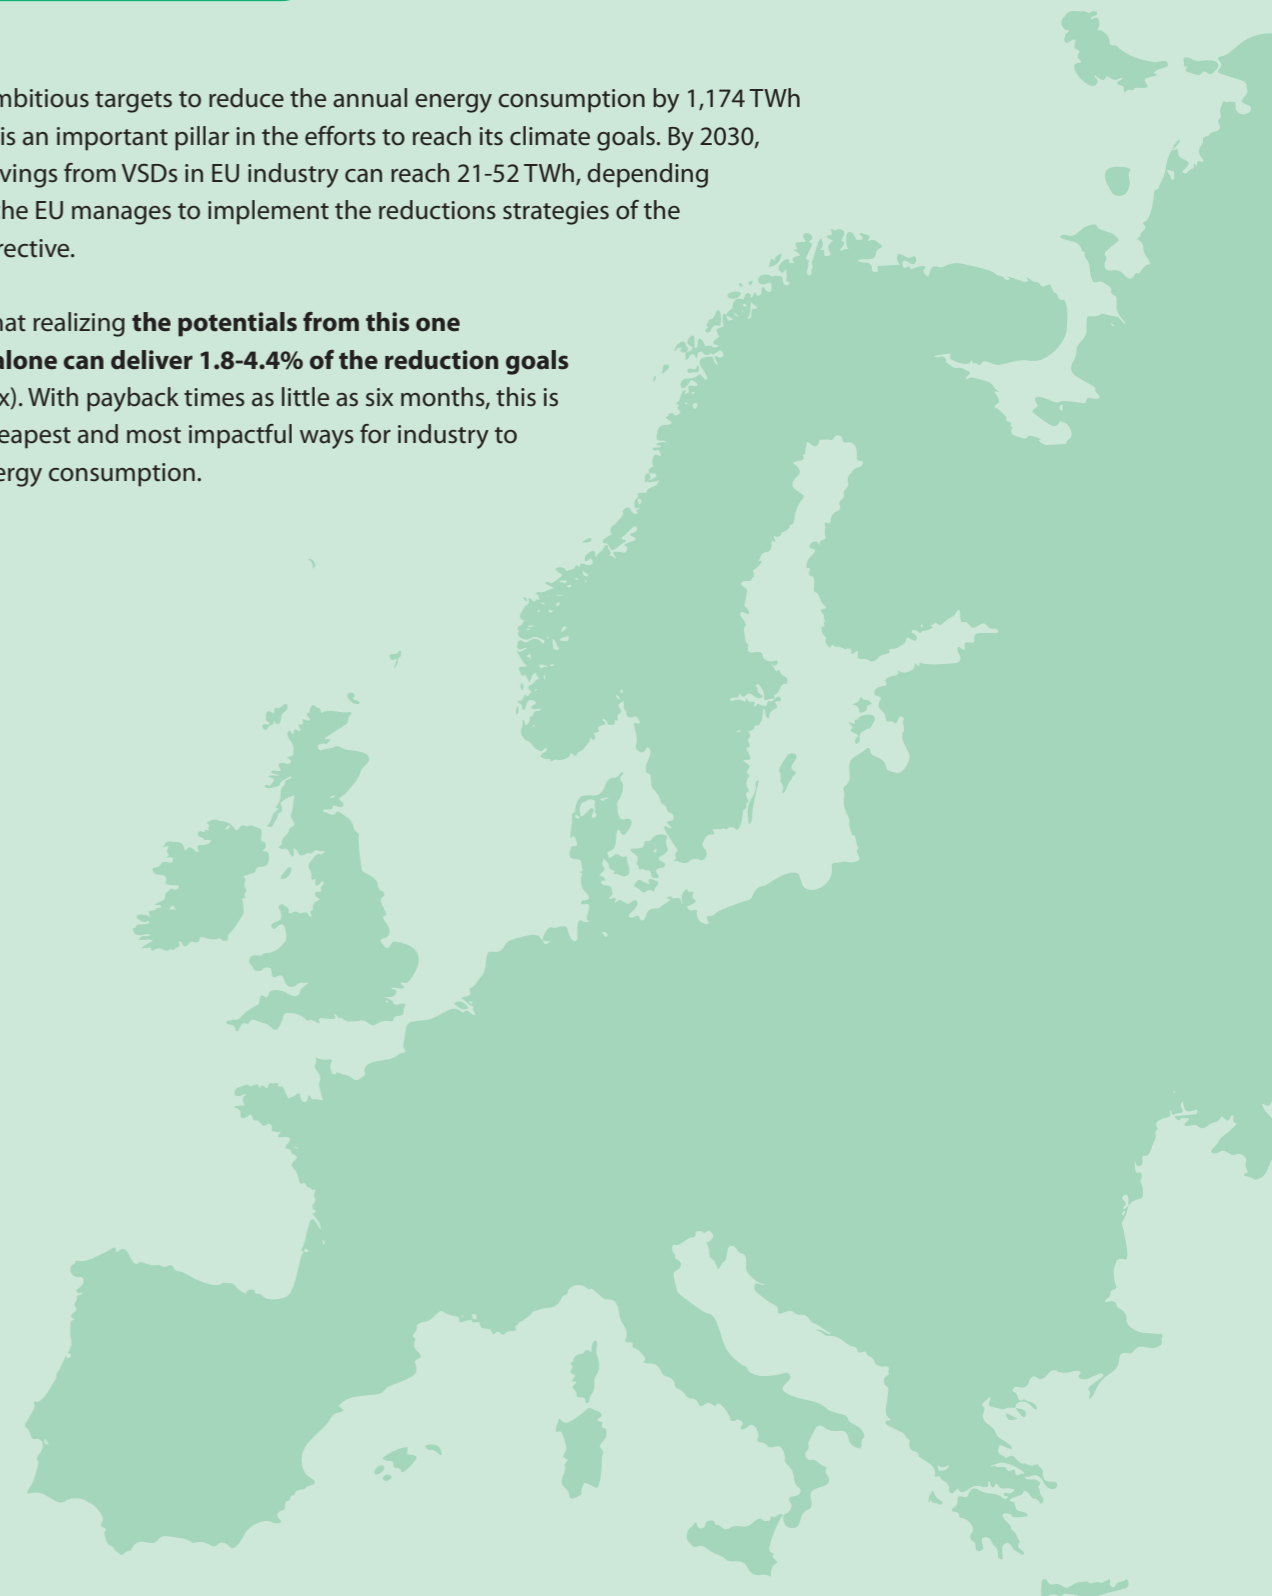 mbitious targets to reduce the annual energy consumption by 1,174 TWh
is an important pillar in the efforts to reach its climate goals. By 2030,
vings from VSDs in EU industry can reach 21-52 TWh, depending
the EU manages to implement the reductions strategies of the
rective.
hat realizing the potentials from this one
alone can deliver 1.8-4.4% of the reduction goals
x). With payback times as little as six months, this is
eapest and most impactful ways for industry to
ergy consumption.